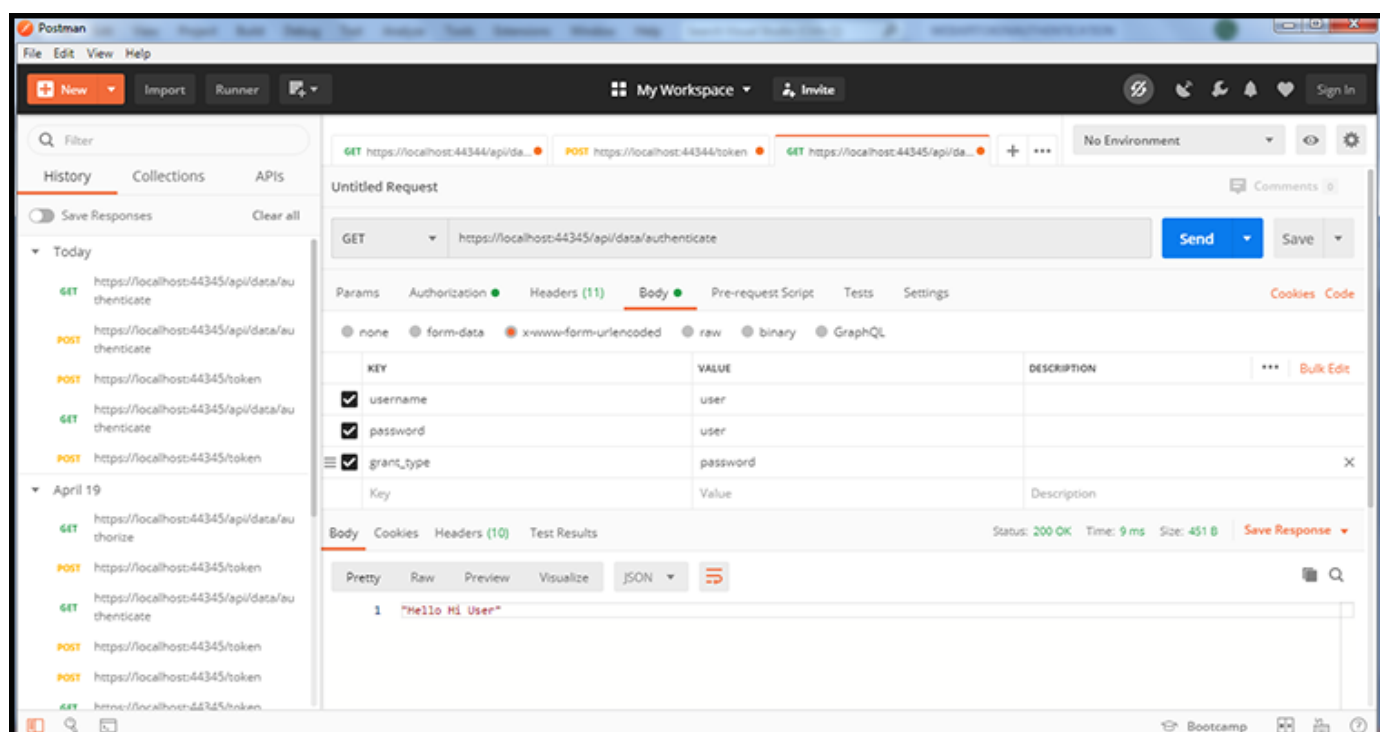 Postman
File Edit View Help
New Import Runner My Workspace Invite Sign In
Filter
History Collections APIs
Save Responses Clear all
Today
GET https://localhost:44345/api/data/au
thenticate
POST https://localhost:44345/api/data/au
thenticate
POST https://localhost:44345/token
GET https://localhost:44345/api/data/au
thenticate
POST https://localhost:44345/token
April 19
GET https://localhost:44345/api/data/au
thorize
POST https://localhost:44345/token
GET https://localhost:44345/api/data/au
thenticate
POST https://localhost:44345/token
POST https://localhost:44345/token
GET https://localhost:44345/token
GET https://localhost:44344/api/da... POST https://localhost:44344/token GET https://localhost:44345/api/da... + ••• No Environment
Untitled Request Comments 0
GET https://localhost:44345/api/data/authenticate Send Save
Params Authorization Headers (11) Body Pre-request Script Tests Settings Cookies Code
none form-data x-www-form-urlencoded raw binary GraphQL
KEY VALUE DESCRIPTION ••• Bulk Edit
username user
password user
grant_type password
Key Value Description
Body Cookies Headers (10) Test Results Status: 200 OK Time: 9 ms Size: 451 B Save Response
Pretty Raw Preview Visualize JSON
1 "Hello Hi User"
Bootcamp